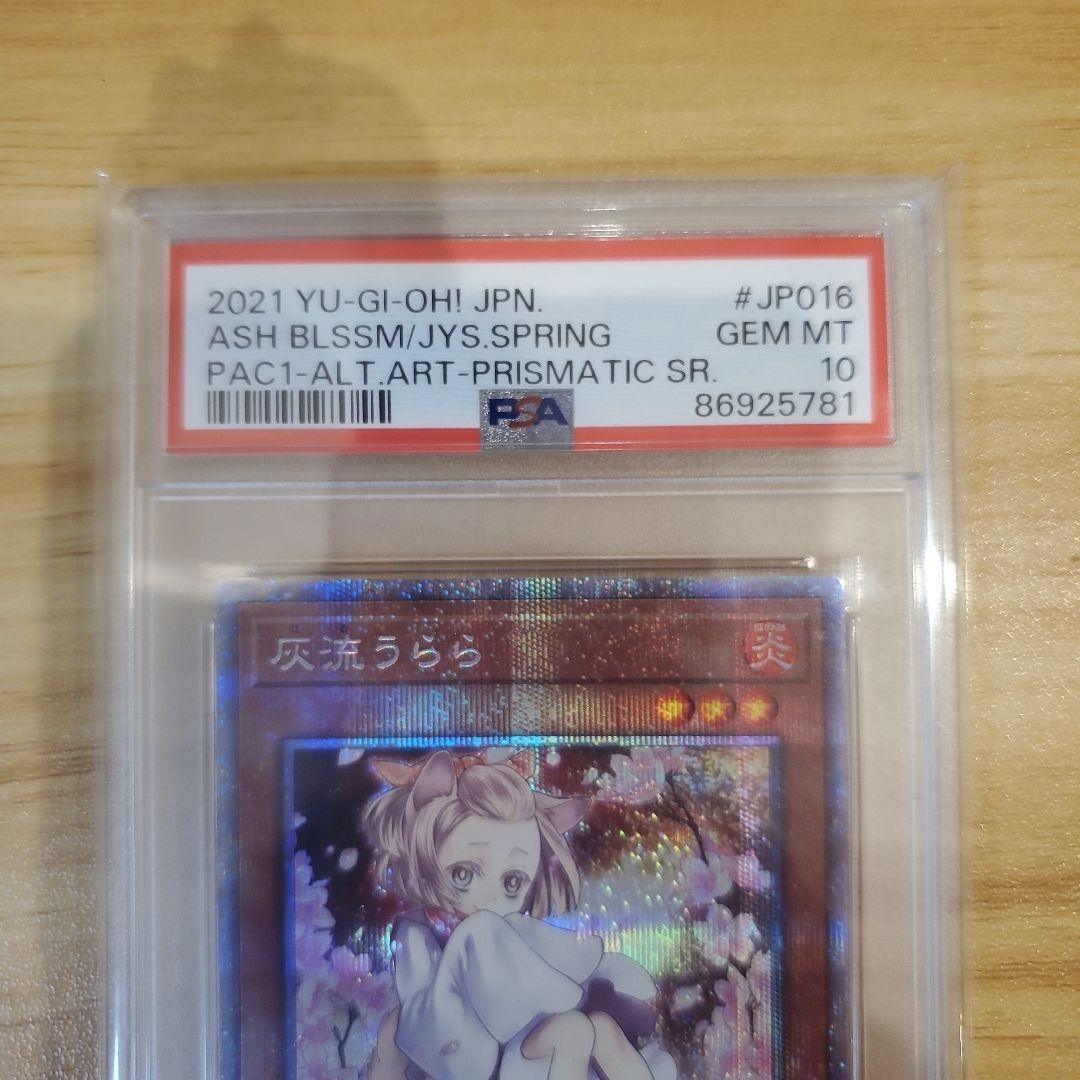 2021 YU-GI-OH! JPN. #JP016
ASH BLSSM/JYS.SPRING GEM MT
PAC1-ALT.ART-PRISMATIC SR. 10
PSA 86925781
灰流うらら 炎